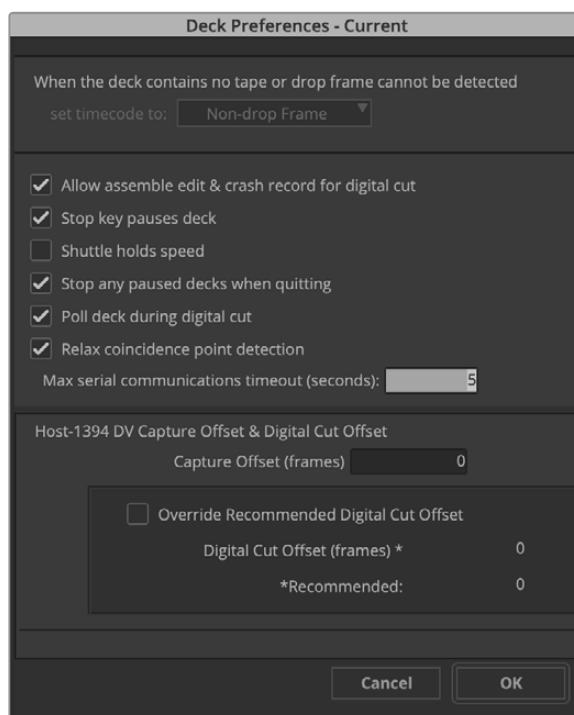 Deck Preferences - Current
When the deck contains no tape or drop frame cannot be detected
set timecode to: Non-drop Frame
Allow assemble edit & crash record for digital cut
Stop key pauses deck
Shuttle holds speed
Stop any paused decks when quitting
Poll deck during digital cut
Relax coincidence point detection
Max serial communications timeout (seconds): 5
Host-1394 DV Capture Offset & Digital Cut Offset
Capture Offset (frames) 0
Override Recommended Digital Cut Offset
Digital Cut Offset (frames) * 0
*Recommended: 0
Cancel OK